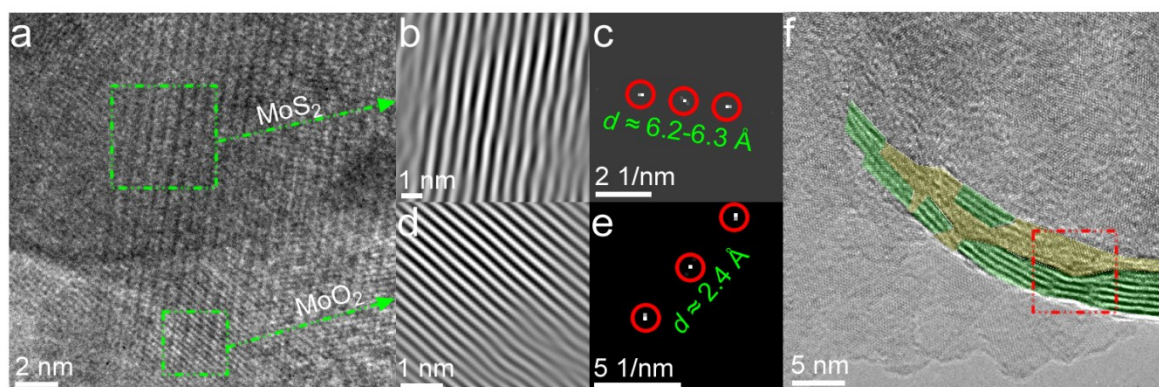 a
MoS₂
MoO₂
2 nm
b
1 nm
c
d ≈ 6.2-6.3 Å
2 1/nm
d
1 nm
e
d ≈ 2.4 Å
5 1/nm
f
5 nm